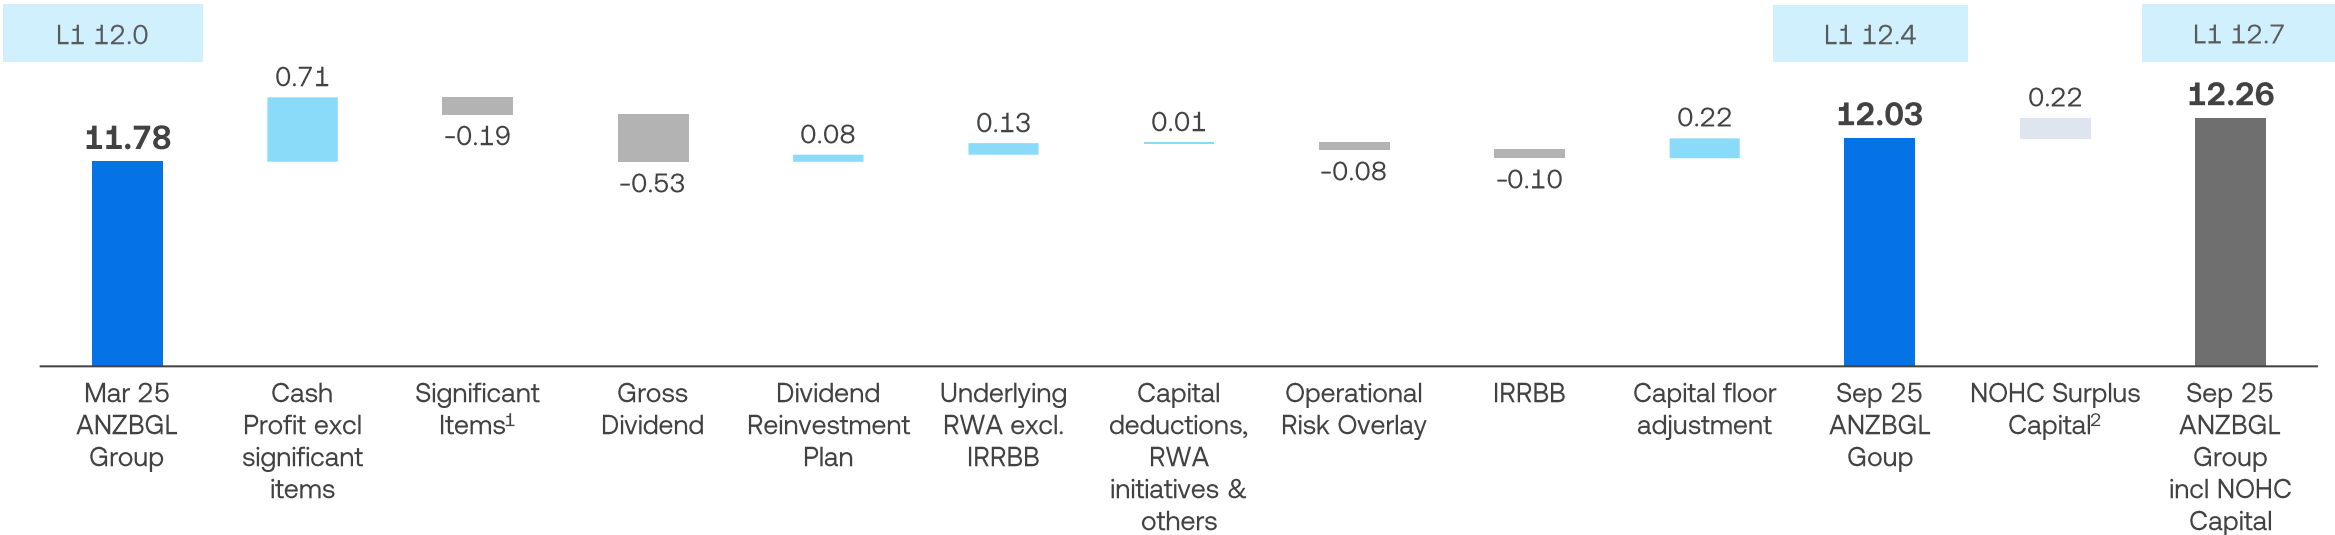 L1 12.0
L1 12.4
L1 12.7
11.78
0.71
-0.19
-0.53
0.08
0.13
0.01
-0.08
-0.10
0.22
12.03
0.22
12.26
Mar 25
ANZBGL
Group
Cash
Profit excl
significant
items
Significant
Items1
Gross
Dividend
Dividend
Reinvestment
Plan
Underlying
RWA excl.
IRRBB
Capital
deductions,
RWA
initiatives &
others
Operational
Risk Overlay
IRRBB
Capital floor
adjustment
Sep 25
ANZBGL
Goup
NOHC Surplus
Capital2
Sep 25
ANZBGL
Group
incl NOHC
Capital